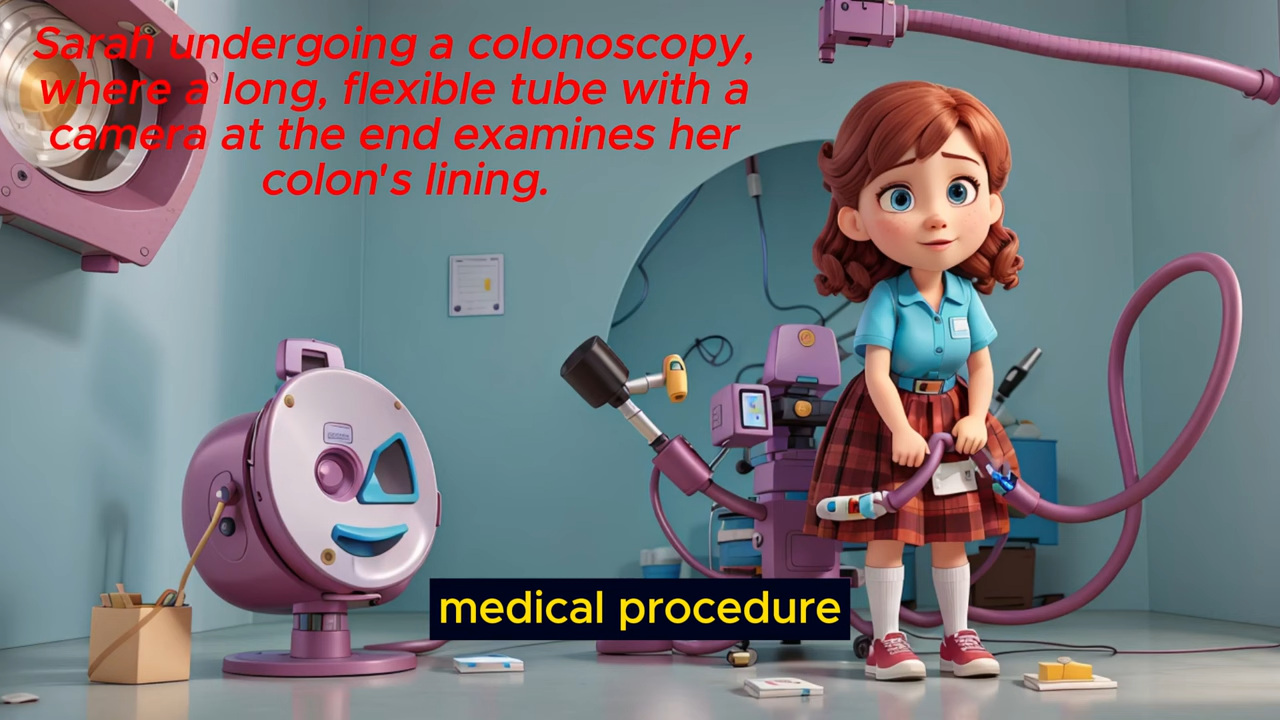 Sarah undergoing a colonoscopy,
where a long, flexible tube with a
camera at the end examines her
colon's lining.
medical procedure